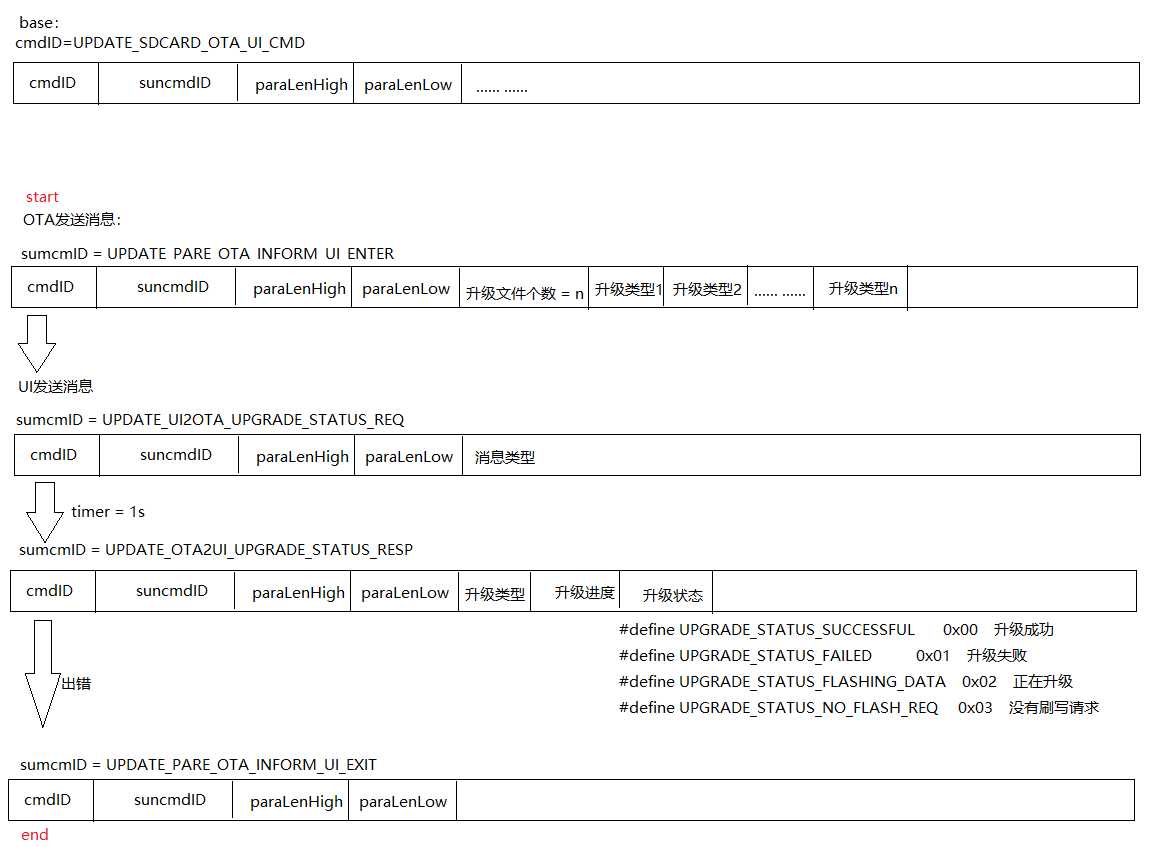 base:
cmdID=UPDATE_SDCARD_OTA_UI_CMD
cmdID suncmdID paraLenHigh paraLenLow ...... ......
start
OTA发送消息：
sumcmID = UPDATE_PARE_OTA_INFORM_UI_ENTER
cmdID suncmdID paraLenHigh paraLenLow 升级文件个数 = n 升级类型1 升级类型2 ...... ...... 升级类型n
UI发送消息
sumcmID = UPDATE_UI2OTA_UPGRADE_STATUS_REQ
cmdID suncmdID paraLenHigh paraLenLow 消息类型
timer = 1s
sumcmID = UPDATE_OTA2UI_UPGRADE_STATUS_RESP
cmdID suncmdID paraLenHigh paraLenLow 升级类型 升级进度 升级状态
#define UPGRADE_STATUS_SUCCESSFUL 0x00 升级成功
#define UPGRADE_STATUS_FAILED 0x01 升级失败
#define UPGRADE_STATUS_FLASHING_DATA 0x02 正在升级
出错
#define UPGRADE_STATUS_NO_FLASH_REQ 0x03 没有刷写请求
sumcmID = UPDATE_PARE_OTA_INFORM_UI_EXIT
cmdID suncmdID paraLenHigh paraLenLow
end